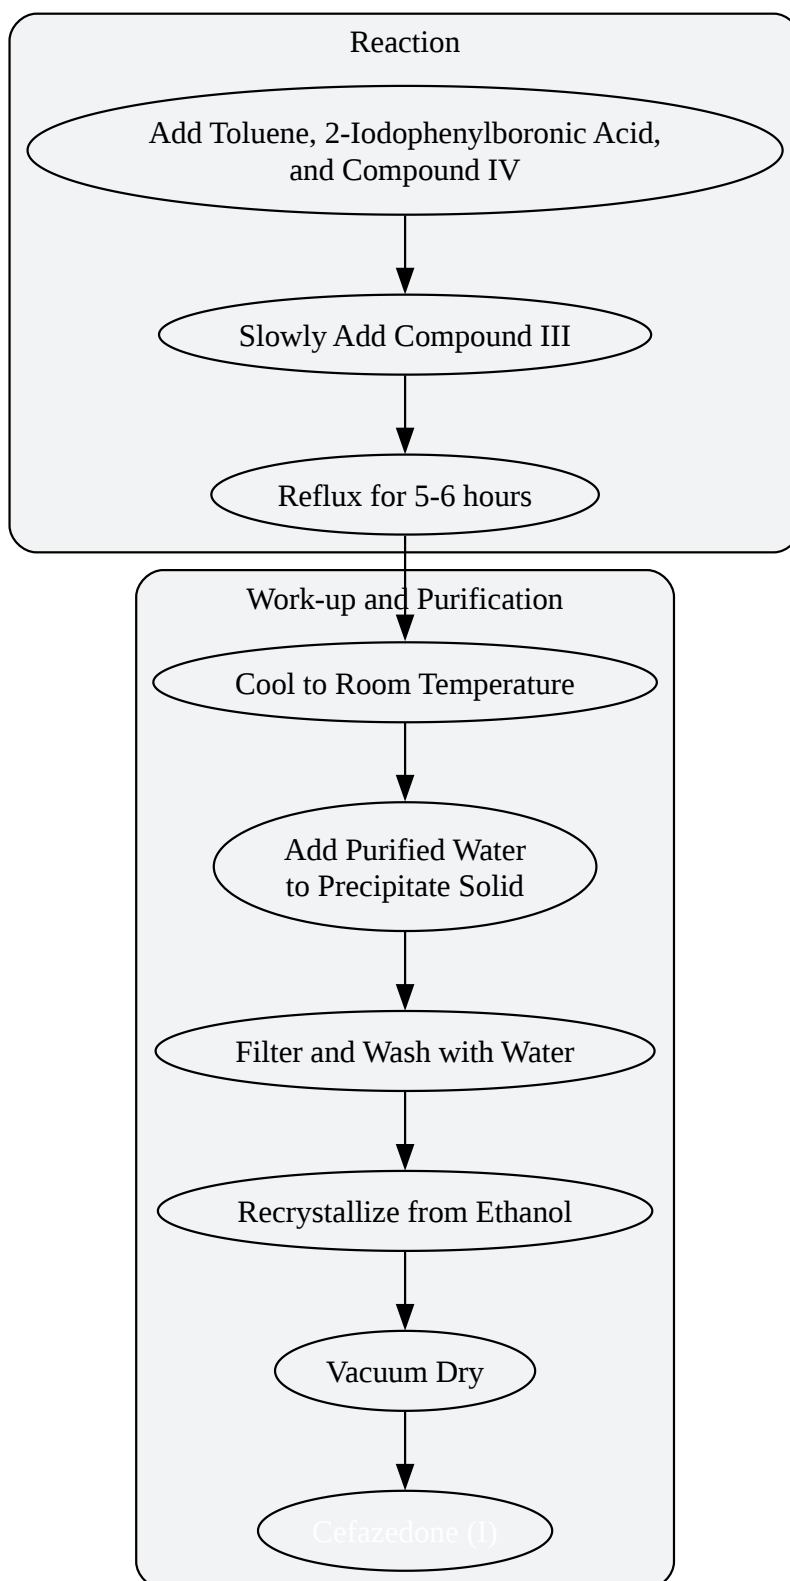 Reaction
Add Toluene, 2-Iodophenylboronic Acid,
and Compound IV
Slowly Add Compound III
Reflux for 5-6 hours
Work-up and Purification
Cool to Room Temperature
Add Purified Water
to Precipitate Solid
Filter and Wash with Water
Recrystallize from Ethanol
Vacuum Dry
Cefazedone (I)